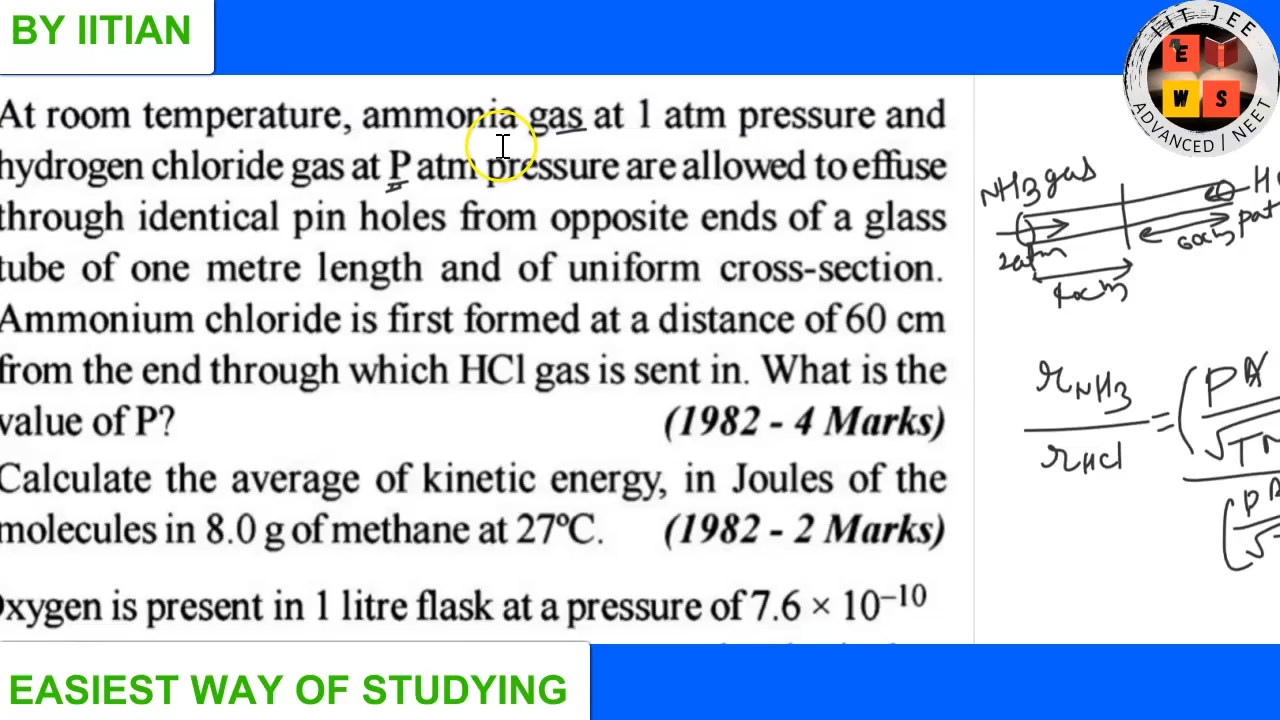 BY IITIAN
IIT JEE
E
W S
ADVANCED / NEET
At room temperature, ammonia gas at 1 atm pressure and
hydrogen chloride gas at P atm pressure are allowed to effuse
through identical pin holes from opposite ends of a glass
tube of one metre length and of uniform cross-section.
Ammonium chloride is first formed at a distance of 60 cm
from the end through which HCl gas is sent in. What is the
value of P? (1982 - 4 Marks)
Calculate the average of kinetic energy, in Joules of the
molecules in 8.0 g of methane at 27ºC. (1982 - 2 Marks)
Oxygen is present in 1 litre flask at a pressure of 7.6 × 10⁻¹⁰
NH3 gas
60cm
40cm
rNH3
rHCl
=
EASIEST WAY OF STUDYING